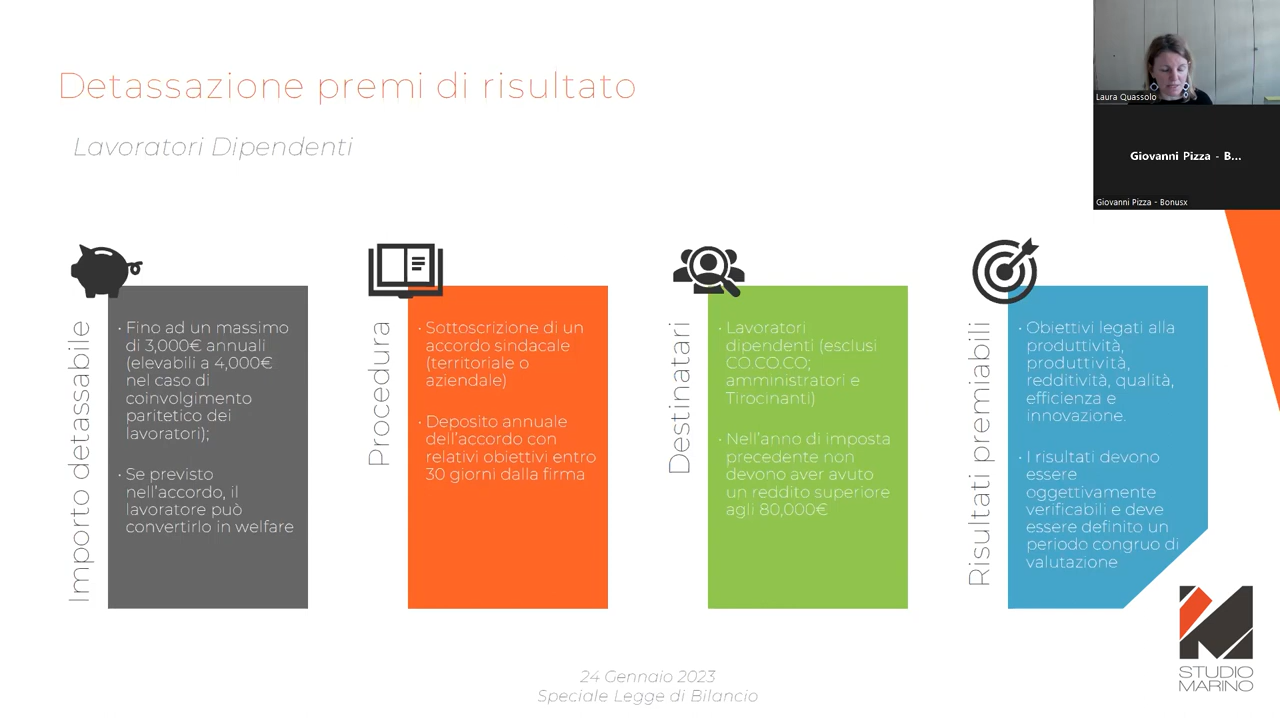 Detassazione premi di risultato
Lavoratori Dipendenti
Laura Quassolo
Giovanni Pizza - B...
Giovanni Pizza - Bonusx
Importo detassabile
· Fino ad un massimo
di 3,000€ annuali
(elevabili a 4,000€
nel caso di
coinvolgimento
paritetico dei
lavoratori);
· Se previsto
nell'accordo, il
lavoratore può
convertirlo in welfare
Procedura
· Sottoscrizione di un
accordo sindacale
(territoriale o
aziendale)
· Deposito annuale
dell'accordo con
relativi obiettivi entro
30 giorni dalla firma
Destinatari
· Lavoratori
dipendenti (esclusi
CO.CO.CO;
amministratori e
Tirocinanti)
· Nell'anno di imposta
precedente non
devono aver avuto
un reddito superiore
agli 80,000€
Risultati premiabili
· Obiettivi legati alla
produttività,
produttività,
redditività, qualità,
efficienza e
innovazione.
· I risultati devono
essere
oggettivamente
verificabili e deve
essere definito un
periodo congruo di
valutazione
24 Gennaio 2023
Speciale Legge di Bilancio
STUDIO
MARINO